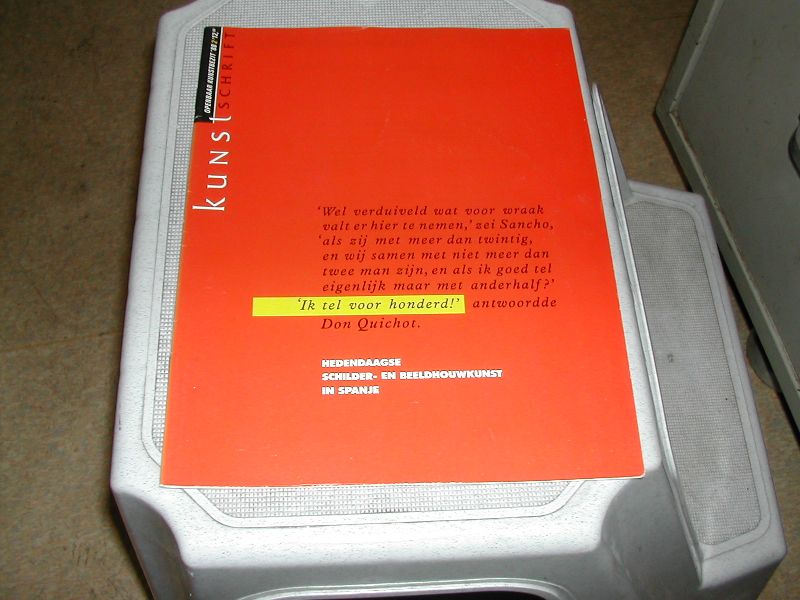 OPENBAAR KUNSTBEZIT
kunst
SCHRIFT
‘Wel verduiveld wat voor wraak
valt er hier te nemen,’ zei Sancho,
‘als zij met meer dan twintig,
en wij samen met niet meer dan
twee man zijn, en als ik goed tel
eigenlijk maar met anderhalf?’
‘Ik tel voor honderd!’ antwoordde
Don Quichot.
HEDENDAAGSE
SCHILDER- EN BEELDHOUWKUNST
IN SPANJE